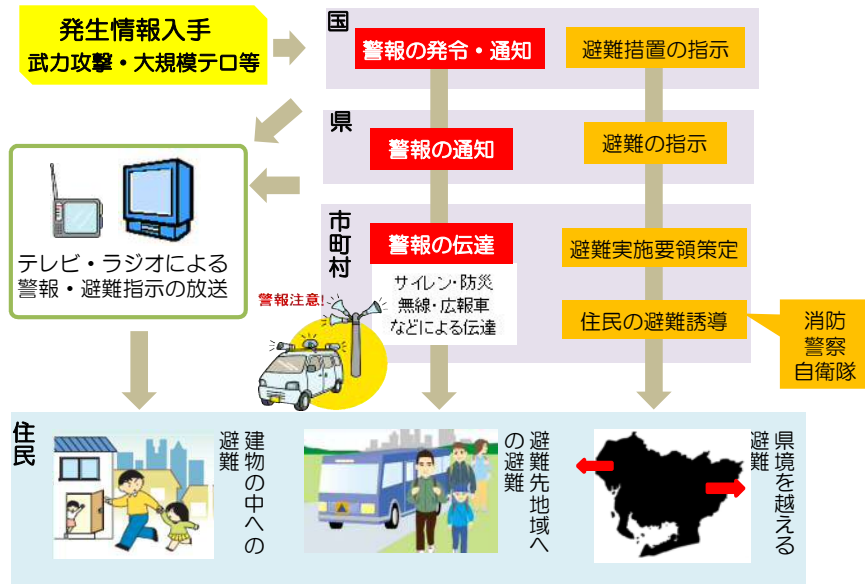 発生情報入手
武力攻撃・大規模テロ等
国
警報の発令・通知
避難措置の指示
県
警報の通知
避難の指示
テレビ・ラジオによる
警報・避難指示の放送
市町村
警報の伝達
サイレン・防災
無線・広報車
などによる伝達
警報注意!
避難実施要領策定
住民の避難誘導
消防
警察
自衛隊
住民
建物の中への
避難
避難先地域へ
の避難
県境を越える
避難